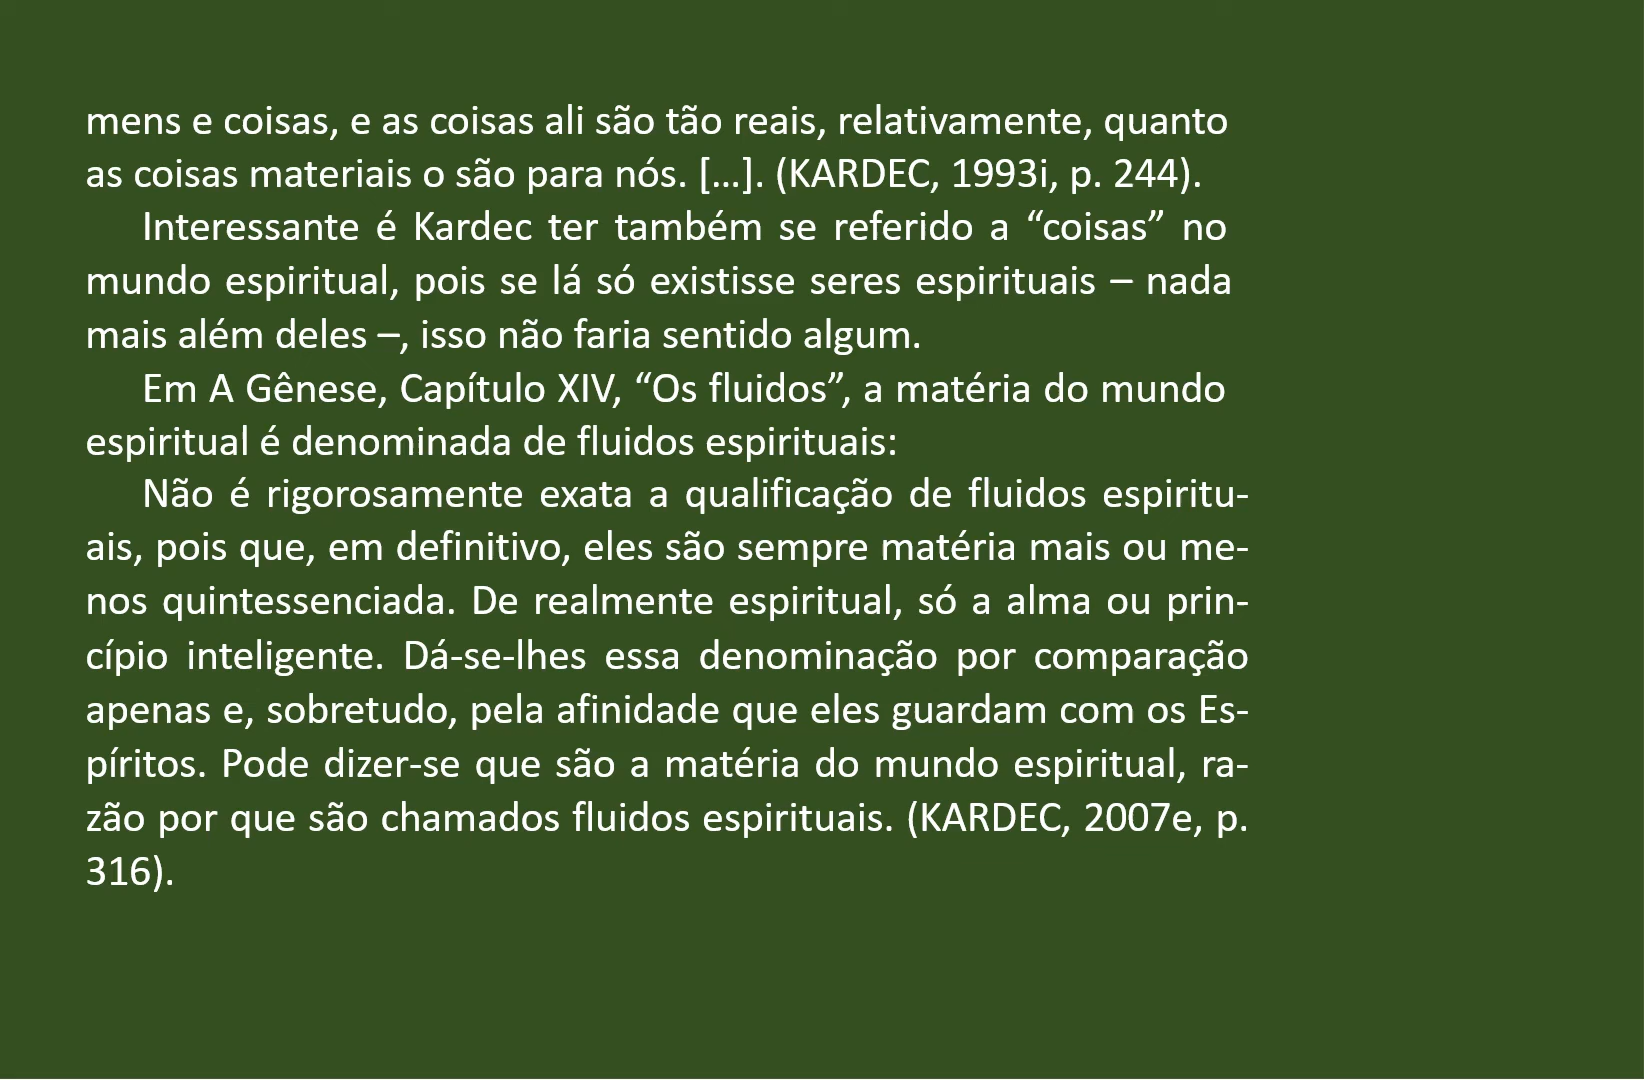 mens e coisas, e as coisas ali são tão reais, relativamente, quanto
as coisas materiais o são para nós. […]. (KARDEC, 1993i, p. 244).
Interessante é Kardec ter também se referido a “coisas” no
mundo espiritual, pois se lá só existisse seres espirituais – nada
mais além deles –, isso não faria sentido algum.
Em A Gênese, Capítulo XIV, “Os fluidos”, a matéria do mundo
espiritual é denominada de fluidos espirituais:
Não é rigorosamente exata a qualificação de fluidos espiritu-
ais, pois que, em definitivo, eles são sempre matéria mais ou me-
nos quintessenciada. De realmente espiritual, só a alma ou prin-
cípio inteligente. Dá-se-lhes essa denominação por comparação
apenas e, sobretudo, pela afinidade que eles guardam com os Es-
píritos. Pode dizer-se que são a matéria do mundo espiritual, ra-
zão por que são chamados fluidos espirituais. (KARDEC, 2007e, p.
316).